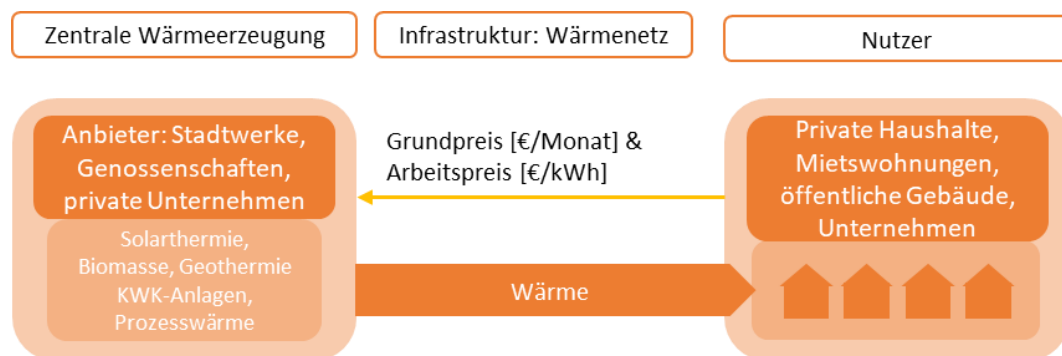 Zentrale Wärmeerzeugung
Infrastruktur: Wärmenetz
Nutzer
Anbieter: Stadtwerke,
Genossenschaften,
private Unternehmen
Solarthermie,
Biomasse, Geothermie
KWK-Anlagen,
Prozesswärme
Grundpreis [€/Monat] &
Arbeitspreis [€/kWh]
Wärme
Private Haushalte,
Mietswohnungen,
öffentliche Gebäude,
Unternehmen